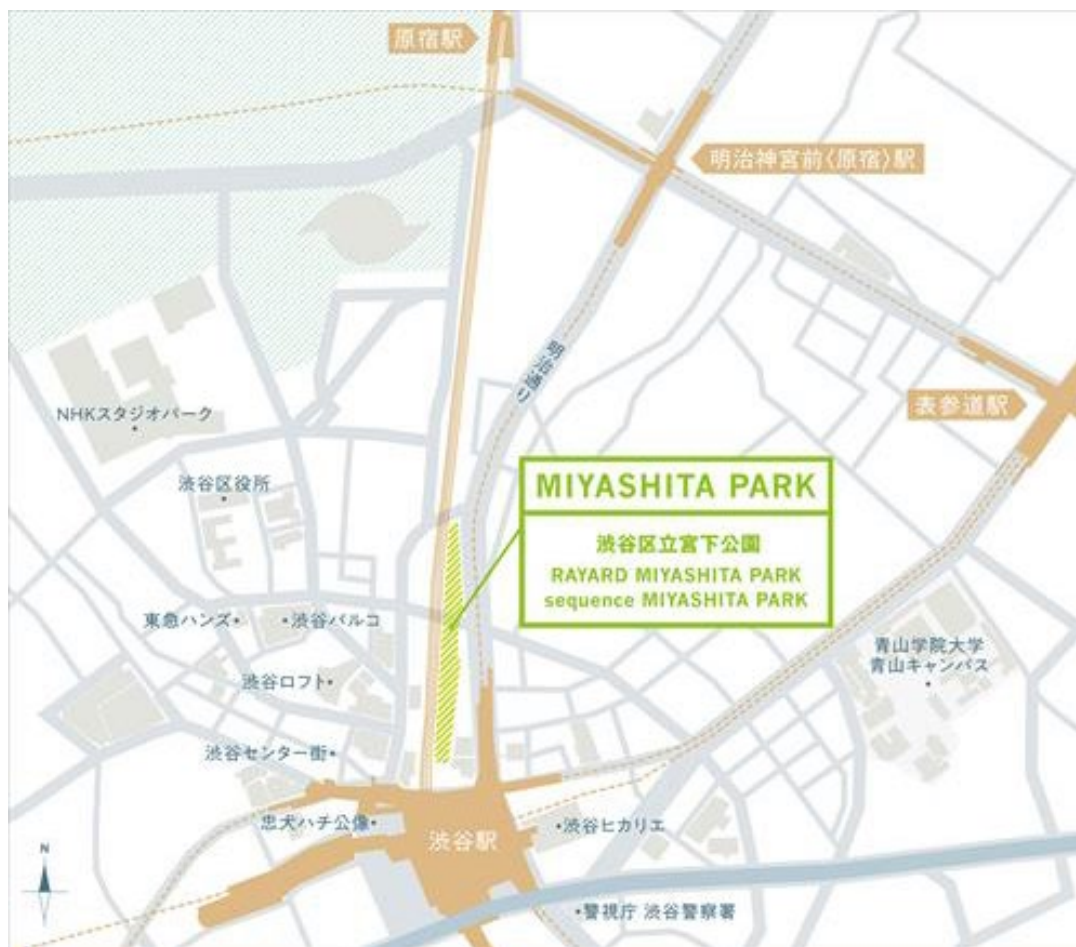 原宿駅
明治神宮前〈原宿〉駅
明治通り
表参道駅
NHKスタジオパーク
渋谷区役所
MIYASHITA PARK
渋谷区立宮下公園
RAYARD MIYASHITA PARK
sequence MIYASHITA PARK
東急ハンズ
渋谷パルコ
青山学院大学
青山キャンパス
渋谷ロフト
渋谷センター街
忠犬ハチ公像
渋谷駅
渋谷ヒカリエ
N
警視庁 渋谷警察署